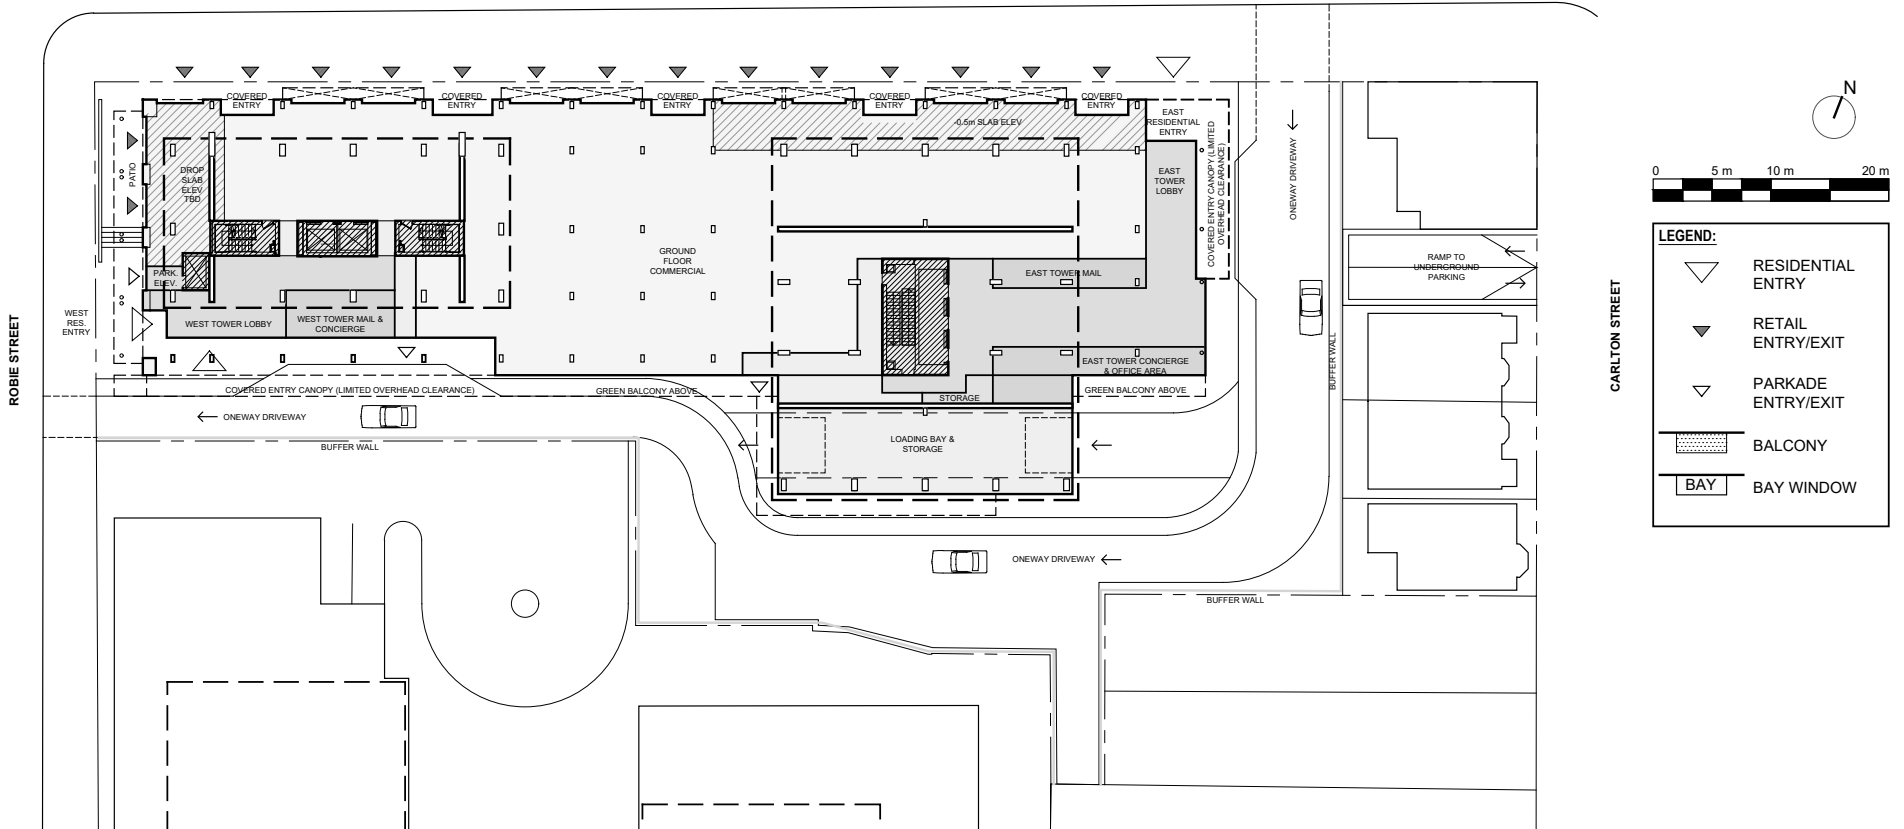 COVERED
ENTRY
COVERED
ENTRY
COVERED
ENTRY
COVERED
ENTRY
COVERED
ENTRY
EAST
RESIDENTIAL
ENTRY
-0.5m SLAB ELEV
COVERED ENTRY CANOPY (LIMITED
OVERHEAD CLEARANCE)
ONEWAY DRIVEWAY
PATIO
DROP
SLAB
ELEV
TBD
EAST
TOWER
LOBBY
GROUND
FLOOR
COMMERCIAL
EAST TOWER MAIL
PARK.
ELEV.
WEST
RES.
ENTRY
WEST TOWER LOBBY
WEST TOWER MAIL &
CONCIERGE
EAST TOWER CONCIERGE
& OFFICE AREA
COVERED ENTRY CANOPY (LIMITED OVERHEAD CLEARANCE)
GREEN BALCONY ABOVE
GREEN BALCONY ABOVE
STORAGE
ONEWAY DRIVEWAY
BUFFER WALL
LOADING BAY &
STORAGE
BUFFER WALL
ONEWAY DRIVEWAY
BUFFER WALL
RAMP TO
UNDERGROUND
PARKING
ROBIE STREET
CARLTON STREET
N
0 5 m 10 m 20 m
LEGEND:
RESIDENTIAL
ENTRY
RETAIL
ENTRY/EXIT
PARKADE
ENTRY/EXIT
BALCONY
BAY
BAY WINDOW